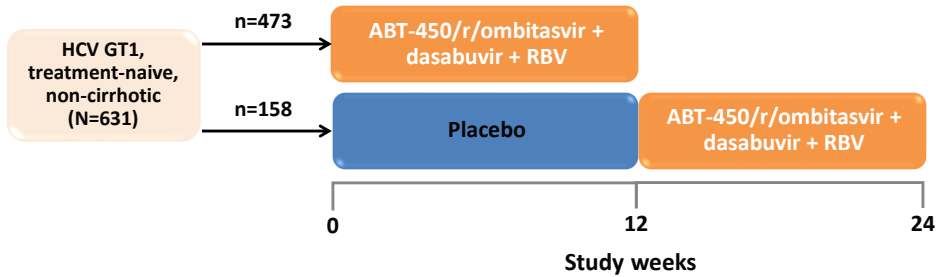 HCV GT1,
treatment-naive,
non-cirrhotic
(N=631)
n=473
ABT-450/r/ombitasvir +
dasabuvir + RBV
n=158
Placebo
ABT-450/r/ombitasvir +
dasabuvir + RBV
0
12
24
Study weeks